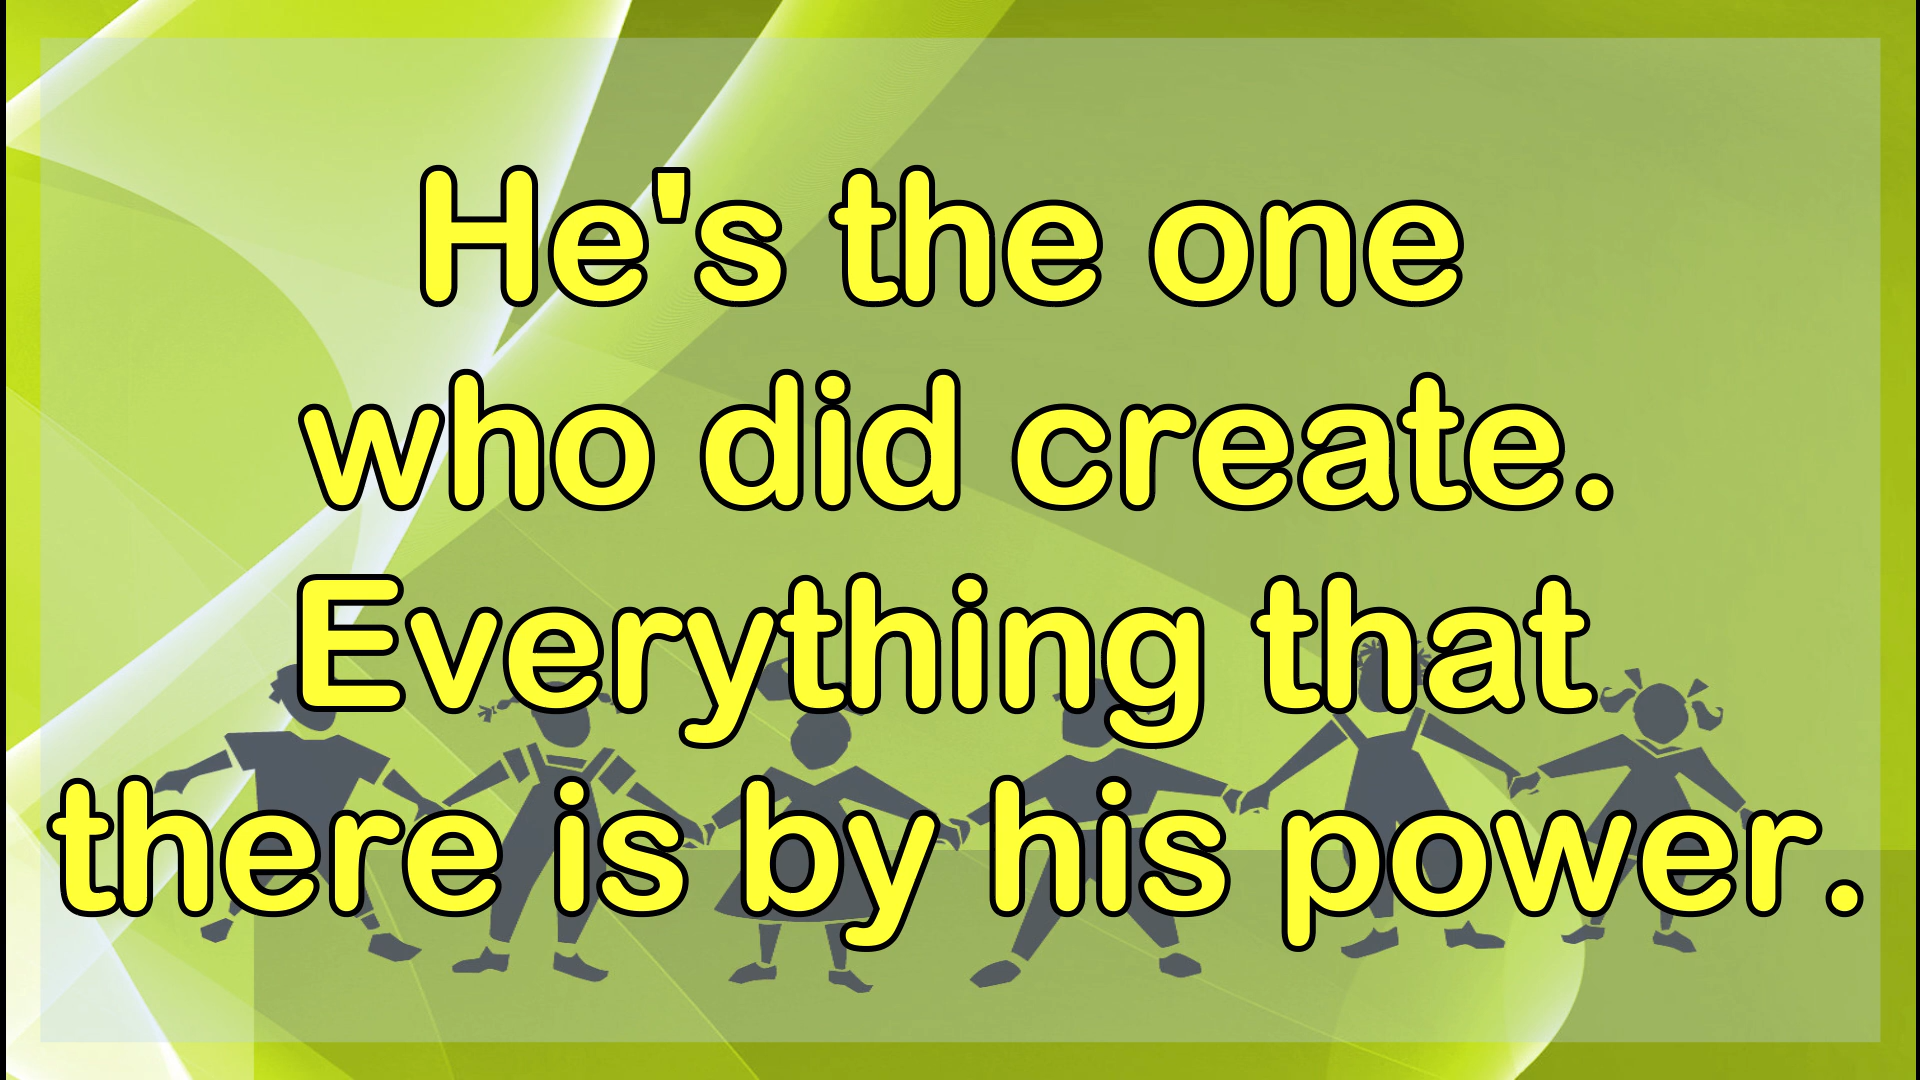 He's the one
who did create.
Everything that
there is by his power.